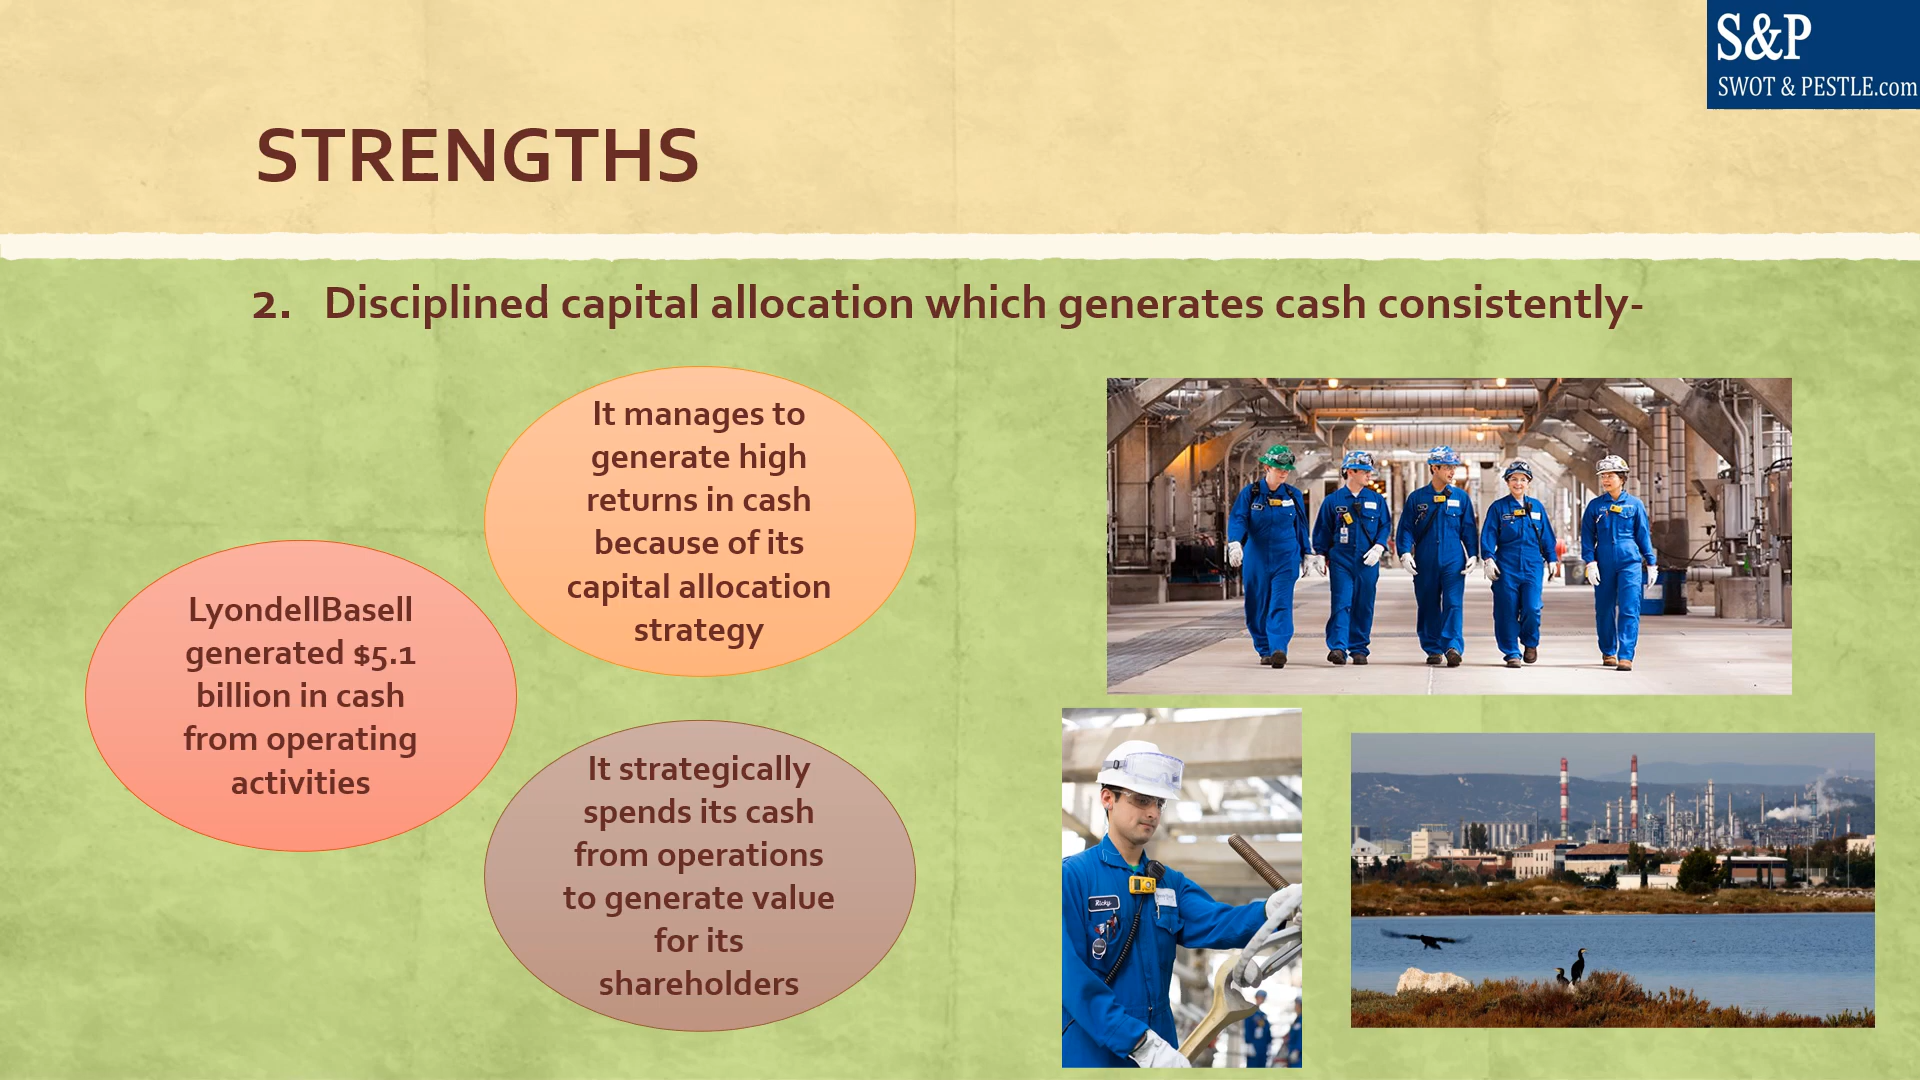 S&P
SWOT & PESTLE.com
STRENGTHS
2. Disciplined capital allocation which generates cash consistently-
It manages to
generate high
returns in cash
because of its
capital allocation
strategy
LyondellBasell
generated $5.1
billion in cash
from operating
activities
It strategically
spends its cash
from operations
to generate value
for its
shareholders
Ricky